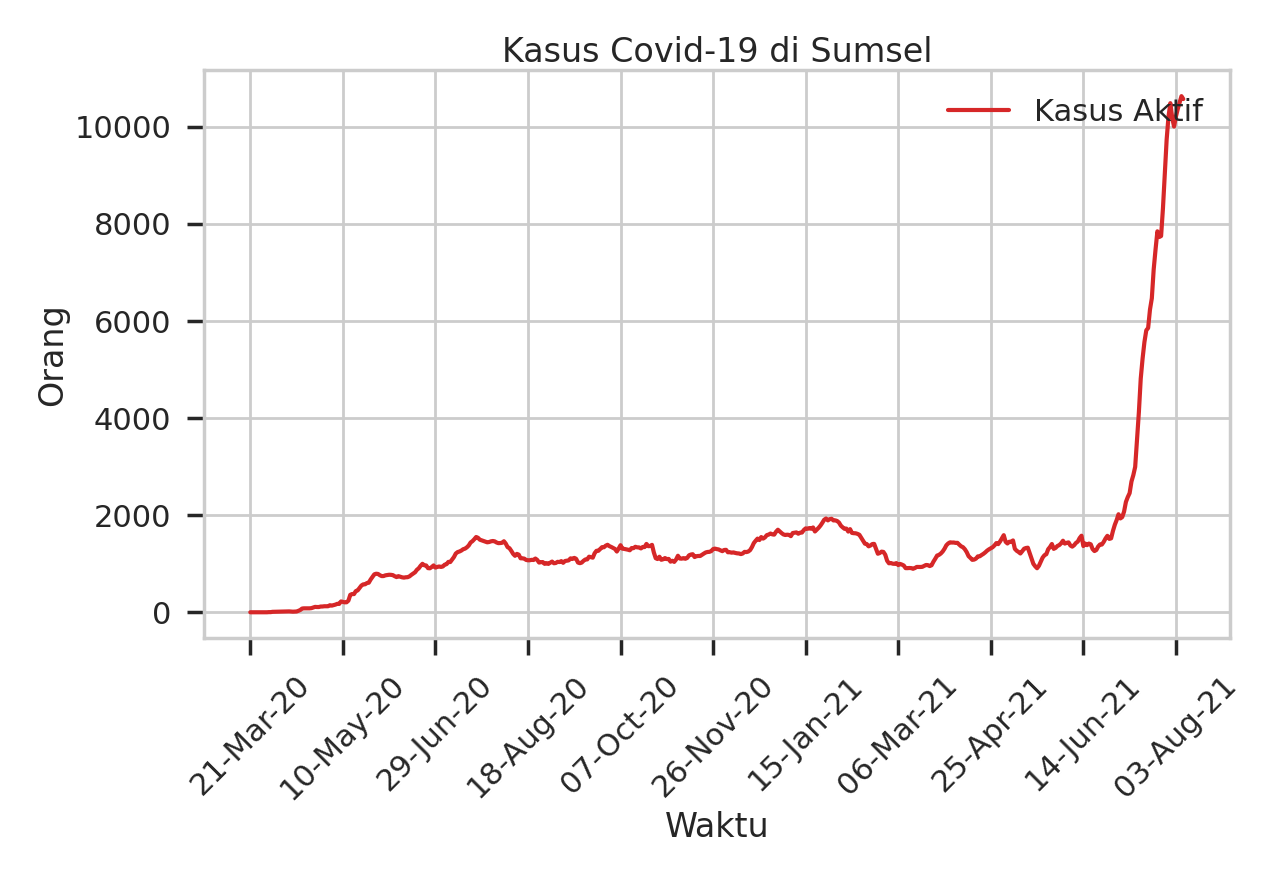 Kasus Covid-19 di Sumsel
Kasus Aktif
10000
8000
6000
4000
2000
0
Orang
21-Mar-20
10-May-20
29-Jun-20
18-Aug-20
07-Oct-20
26-Nov-20
15-Jan-21
06-Mar-21
25-Apr-21
14-Jun-21
03-Aug-21
Waktu